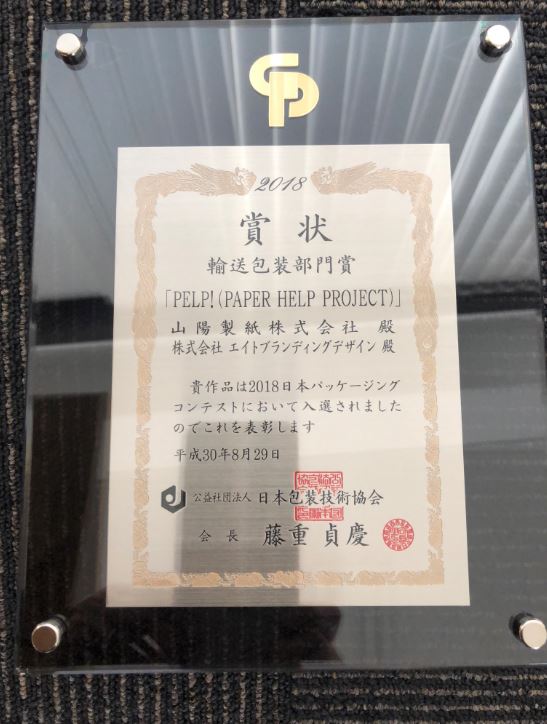 2018
賞状
輸送包装部門賞
「PELP!(PAPER HELP PROJECT)」
山陽製紙株式会社 殿
株式会社 エイトブランディングデザイン 殿
貴作品は2018日本パッケージング
コンテストにおいて入選されました
のでこれを表彰します
平成30年8月29日
公益社団法人 日本包装技術協会
会長 藤重貞慶